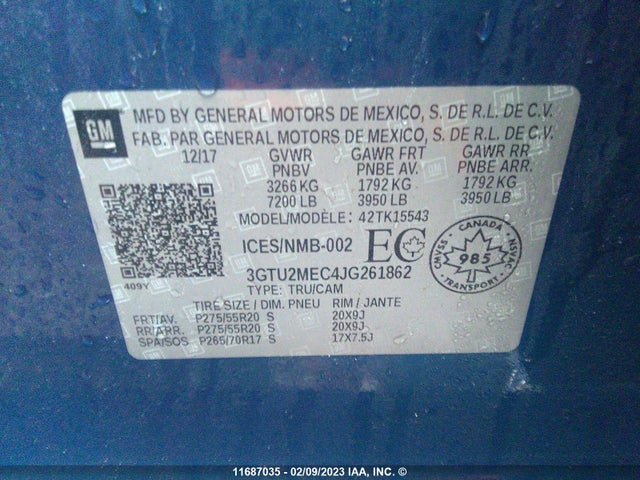 GM
MFD BY GENERAL MOTORS DE MEXICO, S. DE R.L. DE C.V.
FAB. PAR GENERAL MOTORS DE MEXICO, S. DE R.L. DE C.V.
12/17 GVWR GAWR FRT GAWR RR
PNBV PNBE AV. PNBE ARR.
3266 KG 1792 KG 1792 KG
7200 LB 3950 LB 3950 LB
MODEL/MODÈLE: 42TK15543
ICES/NMB-002 EC
CANADA CMVSS NSVAC 985 TRANSPORT
3GTU2MEC4JG261862
409Y
TYPE: TRU/CAM
TIRE SIZE / DIM. PNEU RIM / JANTE
FRT/AV. P275/55R20 S 20X9J
RR/ARR. P275/55R20 S 20X9J
SPA/SOS P265/70R17 S 17X7.5J
11687035 - 02/09/2023 IAA, INC. ©